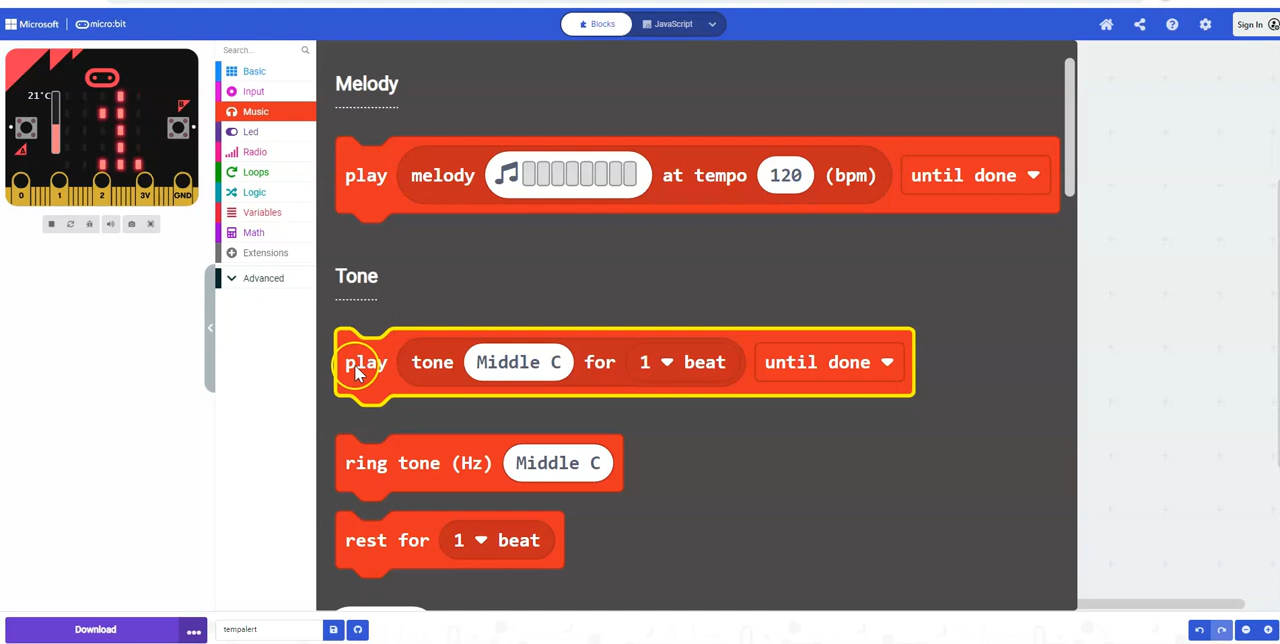 Microsoft | micro:bit
Blocks
JavaScript
Sign In
21°C
A
B
0 1 2 3V GND
Search...
Basic
Input
Music
Led
Radio
Loops
Logic
Variables
Math
Extensions
Advanced
Melody
play melody at tempo 120 (bpm) until done
Tone
play tone Middle C for 1 beat until done
ring tone (Hz) Middle C
rest for 1 beat
Download
tempalert